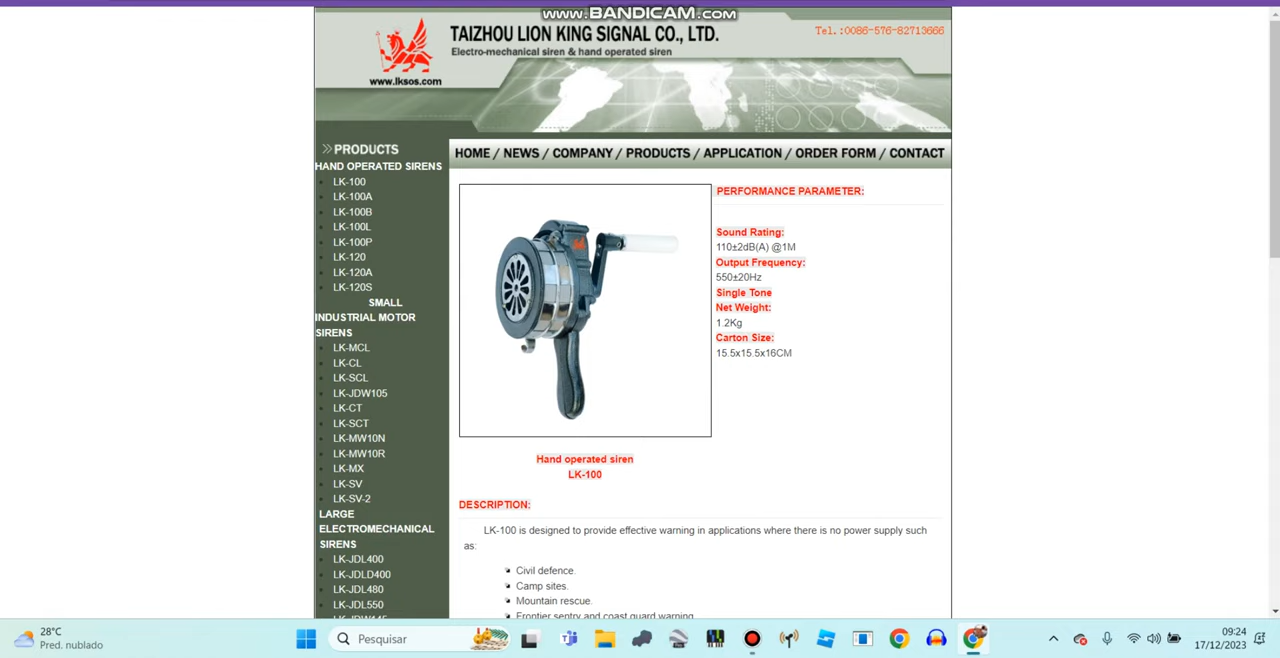 www.BANDICAM.com
TAIZHOU LION KING SIGNAL CO., LTD.
Electro-mechanical siren & hand operated siren
Tel.:0086-576-82713666
www.lksos.com
PRODUCTS
HOME / NEWS / COMPANY / PRODUCTS / APPLICATION / ORDER FORM / CONTACT
HAND OPERATED SIRENS
LK-100
LK-100A
LK-100B
LK-100L
LK-100P
LK-120
LK-120A
LK-120S
SMALL
INDUSTRIAL MOTOR
SIRENS
LK-MCL
LK-CL
LK-SCL
LK-JDW105
LK-CT
LK-SCT
LK-MW10N
LK-MW10R
LK-MX
LK-SV
LK-SV-2
LARGE
ELECTROMECHANICAL
SIRENS
LK-JDL400
LK-JDLD400
LK-JDL480
LK-JDL550
PERFORMANCE PARAMETER:
Sound Rating:
110±2dB(A) @1M
Output Frequency:
550±20Hz
Single Tone
Net Weight:
1.2Kg
Carton Size:
15.5x15.5x16CM
Hand operated siren
LK-100
DESCRIPTION:
LK-100 is designed to provide effective warning in applications where there is no power supply such
as:
Civil defence.
Camp sites.
Mountain rescue.
Frontier sentry and coast guard warning
28°C
Pred. nublado
Pesquisar
09:24
17/12/2023